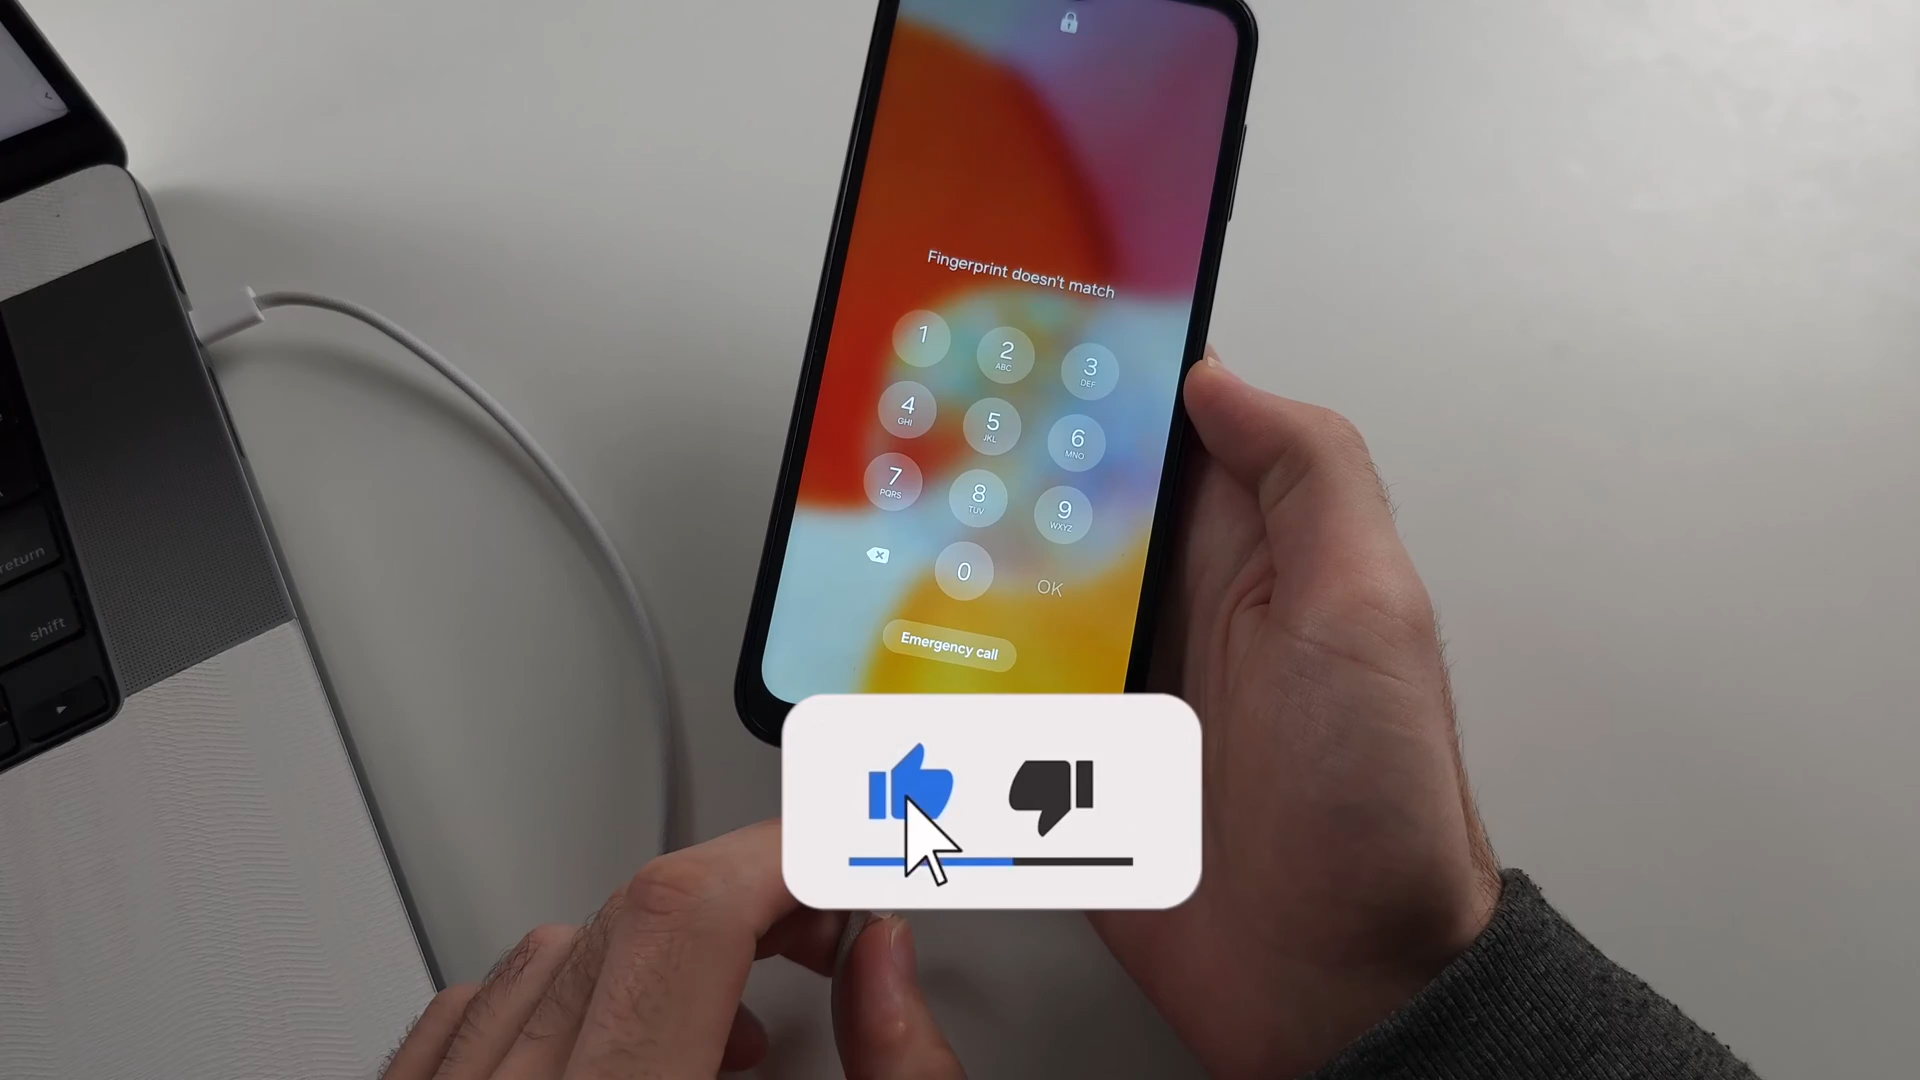 Fingerprint doesn't match
1
2
ABC
3
DEF
4
GHI
5
JKL
6
MNO
7
PQRS
8
TUV
9
WXYZ
0
OK
Emergency call
return
shift